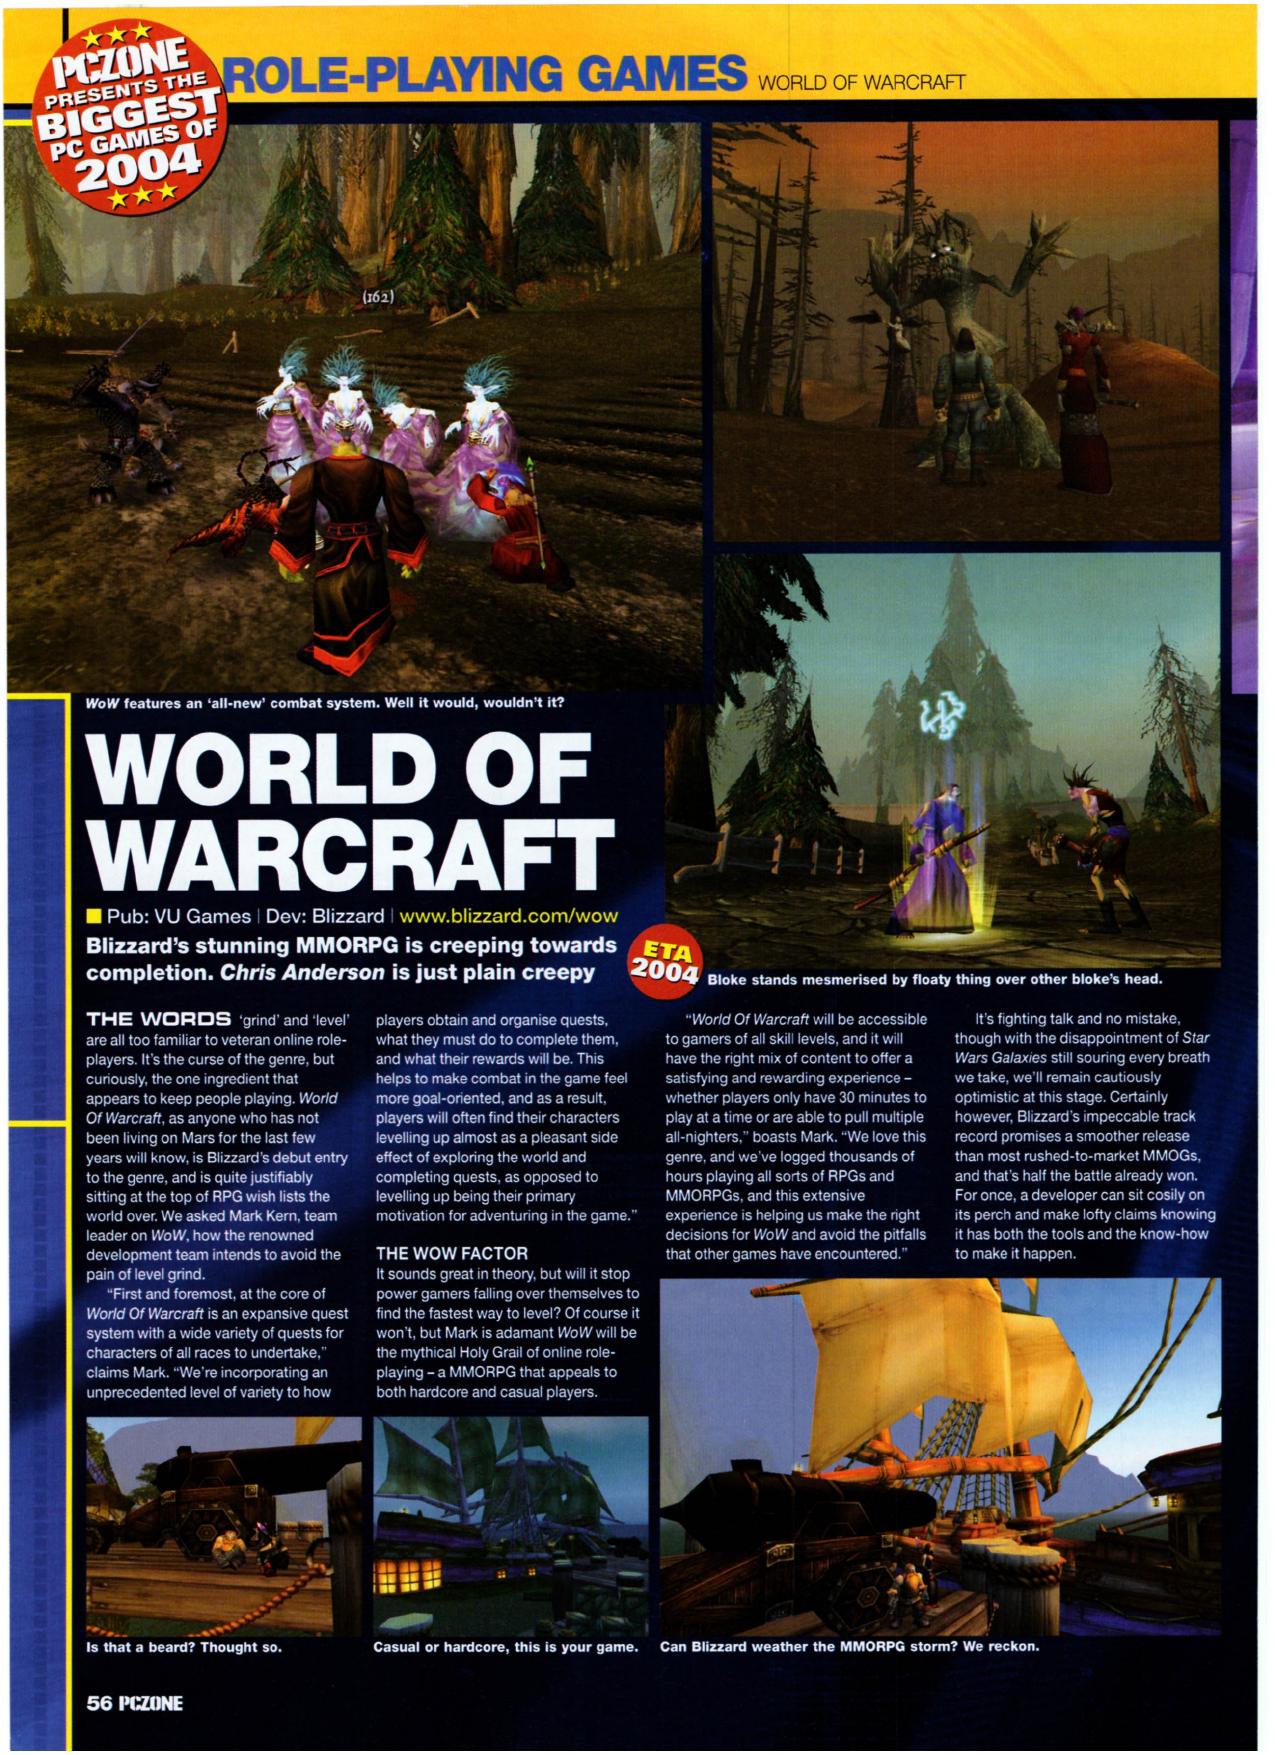 PCZONE
PRESENTS THE
BIGGEST
PC GAMES OF
2004
ROLE-PLAYING GAMES WORLD OF WARCRAFT
(162)
WoW features an ‘all-new’ combat system. Well it would, wouldn’t it?
WORLD OF
WARCRAFT
Pub: VU Games | Dev: Blizzard | www.blizzard.com/wow
Blizzard’s stunning MMORPG is creeping towards
completion. Chris Anderson is just plain creepy
ETA
2004
Bloke stands mesmerised by floaty thing over other bloke’s head.
THE WORDS ‘grind’ and ‘level’
are all too familiar to veteran online role-
players. It’s the curse of the genre, but
curiously, the one ingredient that
appears to keep people playing. World
Of Warcraft, as anyone who has not
been living on Mars for the last few
years will know, is Blizzard’s debut entry
to the genre, and is quite justifiably
sitting at the top of RPG wish lists the
world over. We asked Mark Kern, team
leader on WoW, how the renowned
development team intends to avoid the
pain of level grind.
“First and foremost, at the core of
World Of Warcraft is an expansive quest
system with a wide variety of quests for
characters of all races to undertake,”
claims Mark. “We’re incorporating an
unprecedented level of variety to how
players obtain and organise quests,
what they must do to complete them,
and what their rewards will be. This
helps to make combat in the game feel
more goal-oriented, and as a result,
players will often find their characters
levelling up almost as a pleasant side
effect of exploring the world and
completing quests, as opposed to
levelling up being their primary
motivation for adventuring in the game.”
THE WOW FACTOR
It sounds great in theory, but will it stop
power gamers falling over themselves to
find the fastest way to level? Of course it
won’t, but Mark is adamant WoW will be
the mythical Holy Grail of online role-
playing – a MMORPG that appeals to
both hardcore and casual players.
“World Of Warcraft will be accessible
to gamers of all skill levels, and it will
have the right mix of content to offer a
satisfying and rewarding experience –
whether players only have 30 minutes to
play at a time or are able to pull multiple
all-nighters,” boasts Mark. “We love this
genre, and we’ve logged thousands of
hours playing all sorts of RPGs and
MMORPGs, and this extensive
experience is helping us make the right
decisions for WoW and avoid the pitfalls
that other games have encountered.”
It’s fighting talk and no mistake,
though with the disappointment of Star
Wars Galaxies still souring every breath
we take, we’ll remain cautiously
optimistic at this stage. Certainly
however, Blizzard’s impeccable track
record promises a smoother release
than most rushed-to-market MMOGs,
and that’s half the battle already won.
For once, a developer can sit cosily on
its perch and make lofty claims knowing
it has both the tools and the know-how
to make it happen.
Is that a beard? Thought so.
Casual or hardcore, this is your game.
Can Blizzard weather the MMORPG storm? We reckon.
56 PCZONE